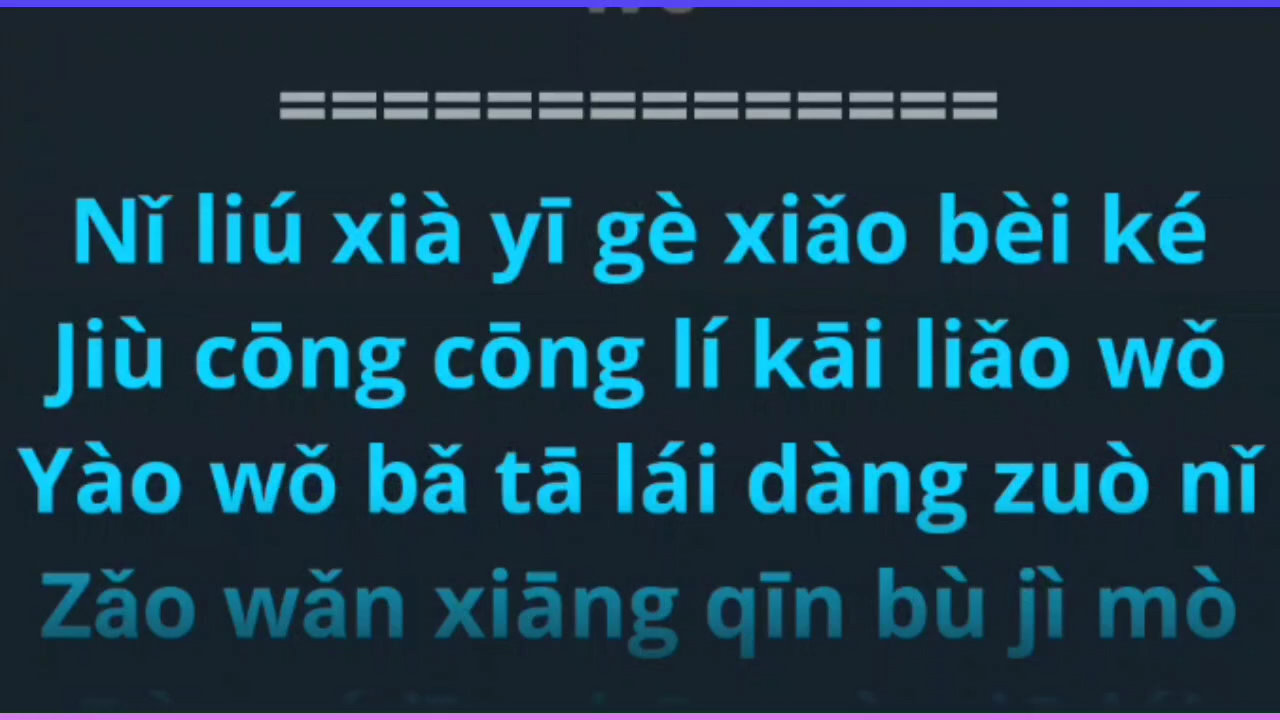 ==============
Nǐ liú xià yī gè xiǎo bèi ké
Jiù cōng cōng lí kāi liǎo wǒ
Yào wǒ bǎ tā lái dàng zuò nǐ
Zǎo wǎn xiāng qīn bù jì mò